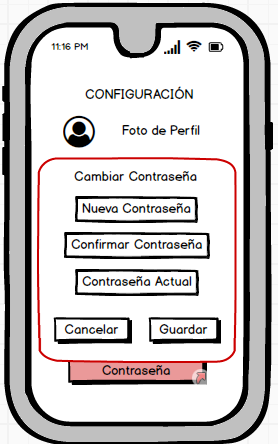 11:16 PM
CONFIGURACIÓN
Foto de Perfil
Cambiar Contraseña
Nueva Contraseña
Confirmar Contraseña
Contraseña Actual
Cancelar Guardar
Contraseña